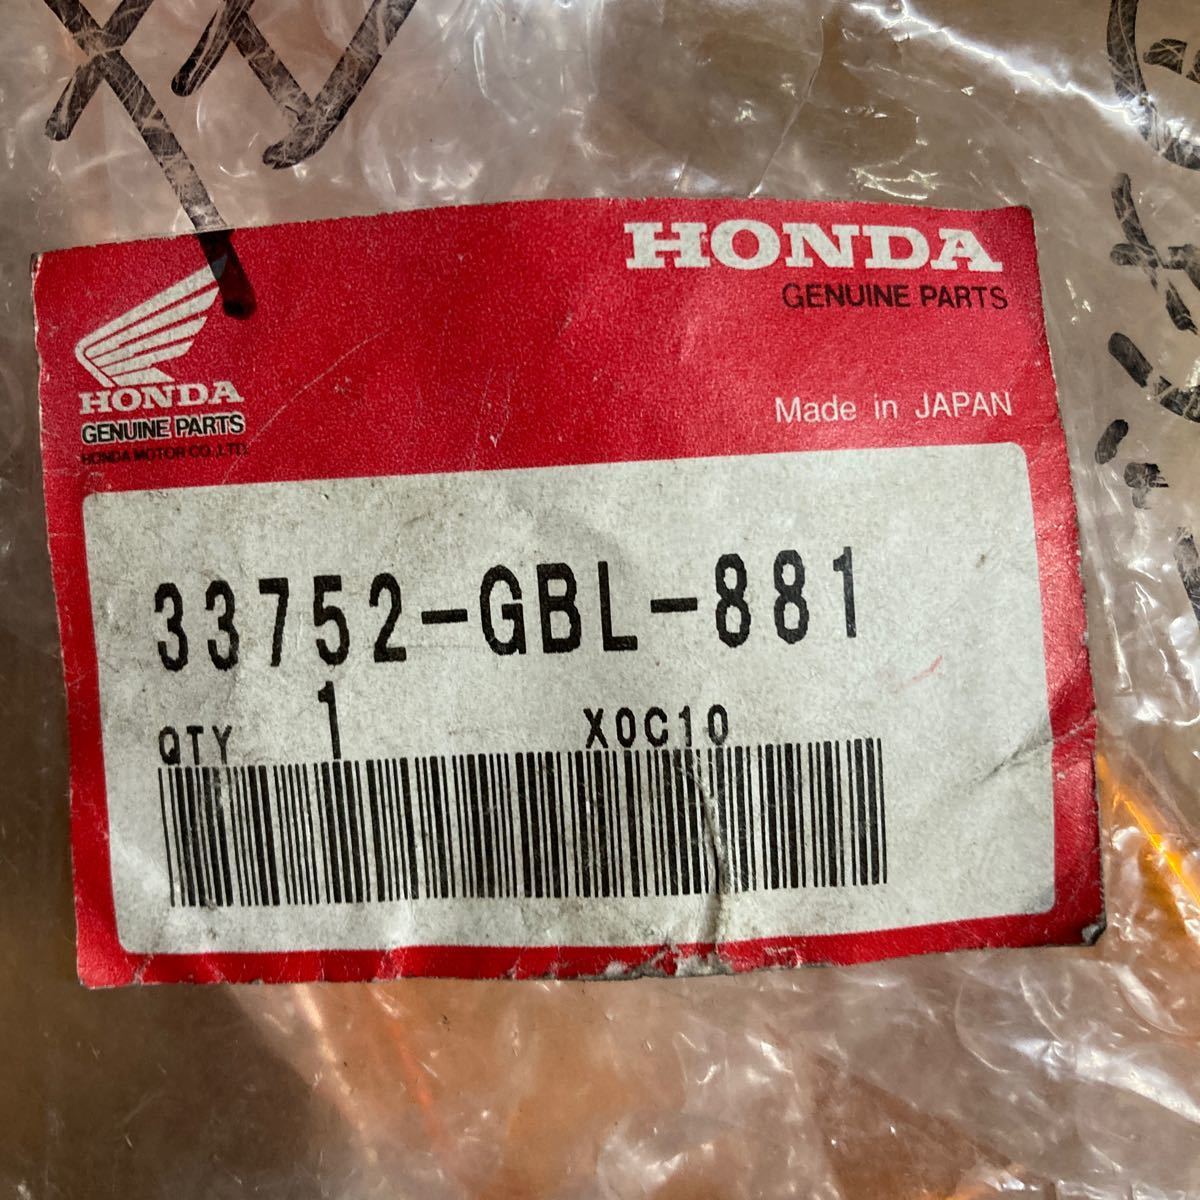 HONDA
GENUINE PARTS
Made in JAPAN
HONDA
GENUINE PARTS
HONDA MOTOR CO.,LTD.
33752-GBL-881
QTY 1 X0C10